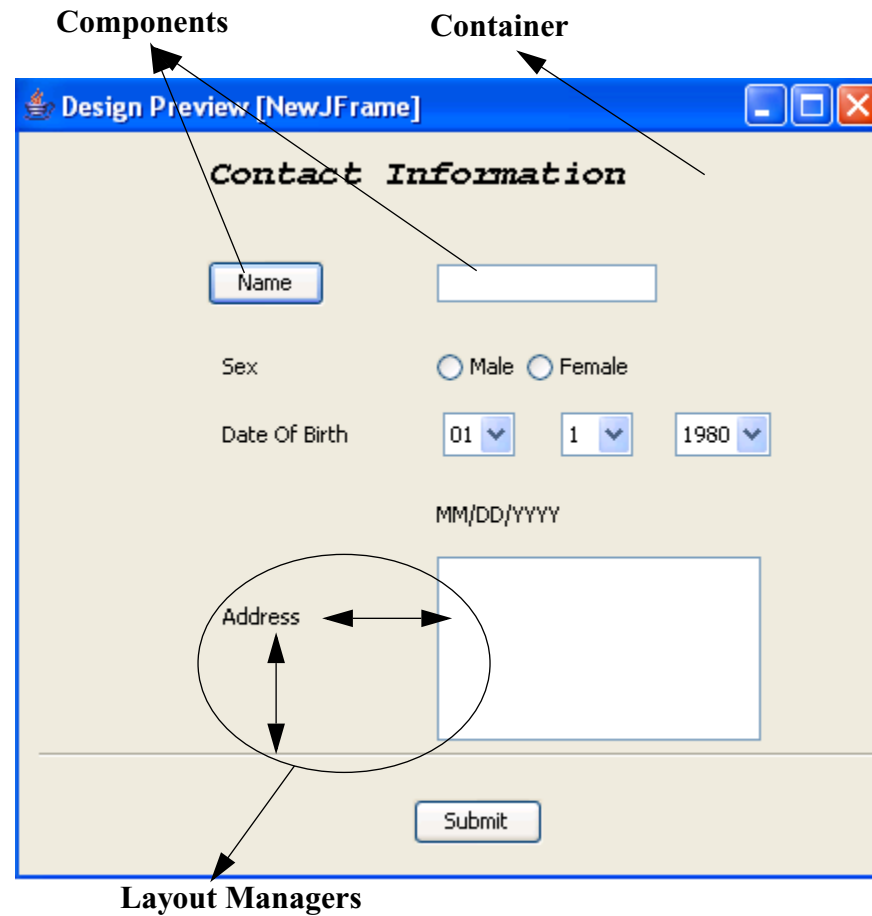 Components Container
Design Preview [NewJFrame]
Contact Information
Name
Sex Male Female
Date Of Birth 01 1 1980
MM/DD/YYYY
Address
Submit
Layout Managers